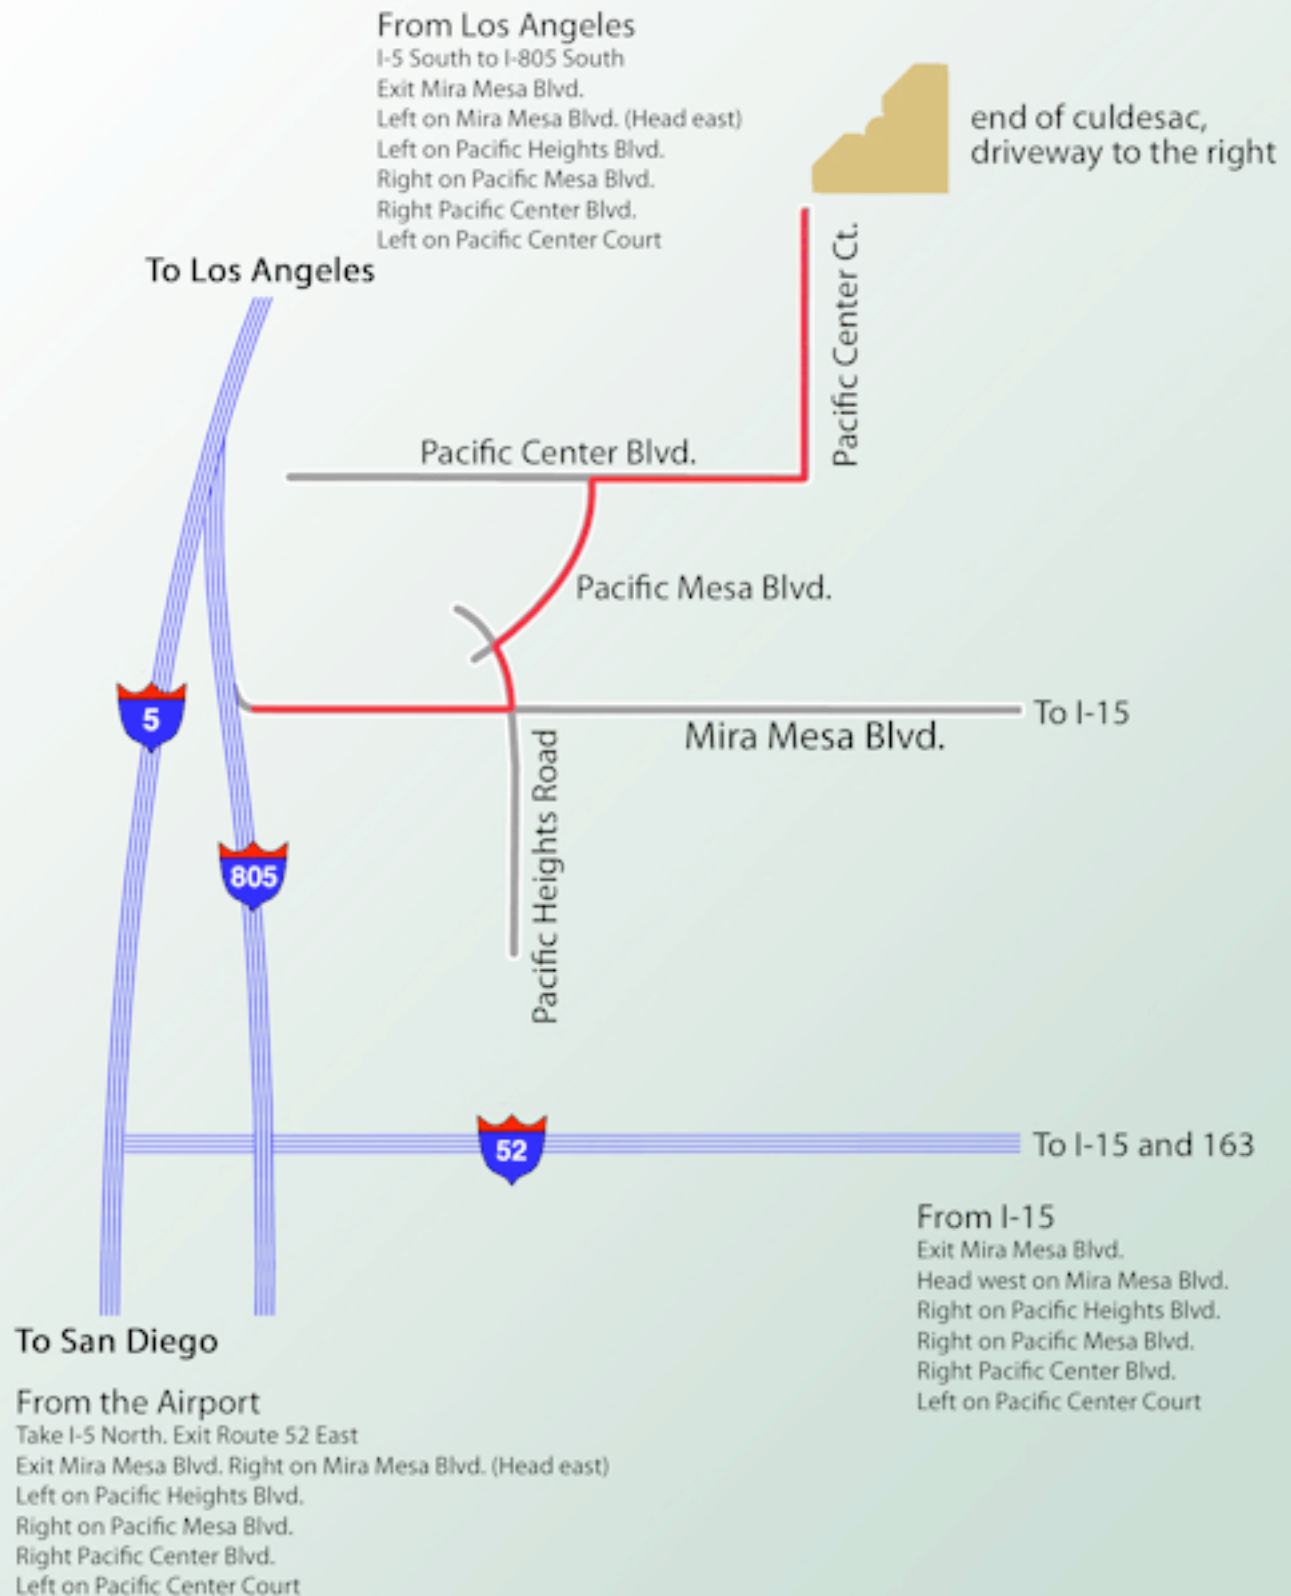 From Los Angeles
I-5 South to I-805 South
Exit Mira Mesa Blvd.
Left on Mira Mesa Blvd. (Head east)
Left on Pacific Heights Blvd.
Right on Pacific Mesa Blvd.
Right Pacific Center Blvd.
Left on Pacific Center Court
end of culdesac,
driveway to the right
To Los Angeles
Pacific Center Ct.
Pacific Center Blvd.
Pacific Mesa Blvd.
5
To I-15
Mira Mesa Blvd.
Pacific Heights Road
805
52
To I-15 and 163
From I-15
Exit Mira Mesa Blvd.
Head west on Mira Mesa Blvd.
Right on Pacific Heights Blvd.
Right on Pacific Mesa Blvd.
Right Pacific Center Blvd.
Left on Pacific Center Court
To San Diego
From the Airport
Take I-5 North. Exit Route 52 East
Exit Mira Mesa Blvd. Right on Mira Mesa Blvd. (Head east)
Left on Pacific Heights Blvd.
Right on Pacific Mesa Blvd.
Right Pacific Center Blvd.
Left on Pacific Center Court